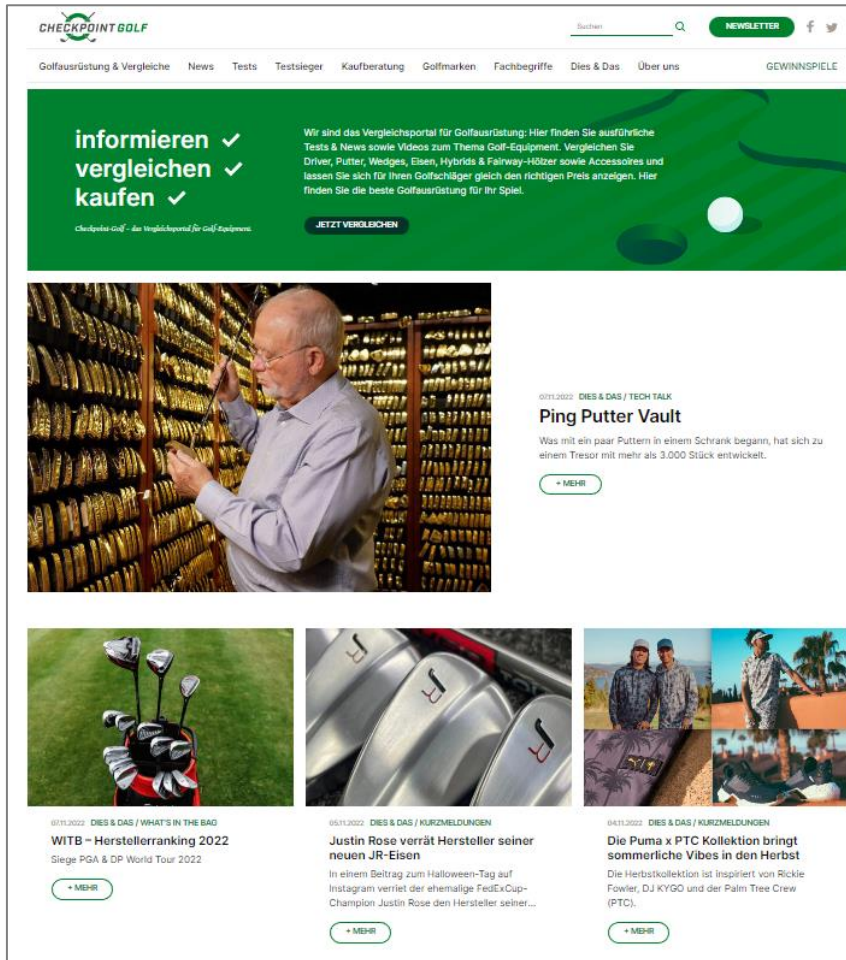 CHECKPOINT GOLF
Suchen
NEWSLETTER
Golfausrüstung & Vergleiche News Tests Testsieger Kaufberatung Golfmarken Fachbegriffe Dies & Das Über uns GEWINNSPIELE
informieren ✓
vergleichen ✓
kaufen ✓
Checkpoint-Golf – das Vergleichsportal für Golf-Equipment.
Wir sind das Vergleichsportal für Golfausrüstung: Hier finden Sie ausführliche
Tests & News sowie Videos zum Thema Golf-Equipment. Vergleichen Sie
Driver, Putter, Wedges, Eisen, Hybrids & Fairway-Hölzer sowie Accessoires und
lassen Sie sich für Ihren Golfschläger gleich den richtigen Preis anzeigen. Hier
finden Sie die beste Golfausrüstung für Ihr Spiel.
JETZT VERGLEICHEN
07.11.2022 DIES & DAS / TECH TALK
Ping Putter Vault
Was mit ein paar Puttern in einem Schrank begann, hat sich zu
einem Tresor mit mehr als 3.000 Stück entwickelt.
+ MEHR
07.11.2022 DIES & DAS / WHAT'S IN THE BAG
WITB – Herstellerranking 2022
Siege PGA & DP World Tour 2022
+ MEHR
JR
JR
JR
05.11.2022 DIES & DAS / KURZMELDUNGEN
Justin Rose verrät Hersteller seiner
neuen JR-Eisen
In einem Beitrag zum Halloween-Tag auf
Instagram verriet der ehemalige FedExCup-
Champion Justin Rose den Hersteller seiner...
+ MEHR
04.11.2022 DIES & DAS / KURZMELDUNGEN
Die Puma x PTC Kollektion bringt
sommerliche Vibes in den Herbst
Die Herbstkollektion ist inspiriert von Rickie
Fowler, DJ KYGO und der Palm Tree Crew
(PTC).
+ MEHR